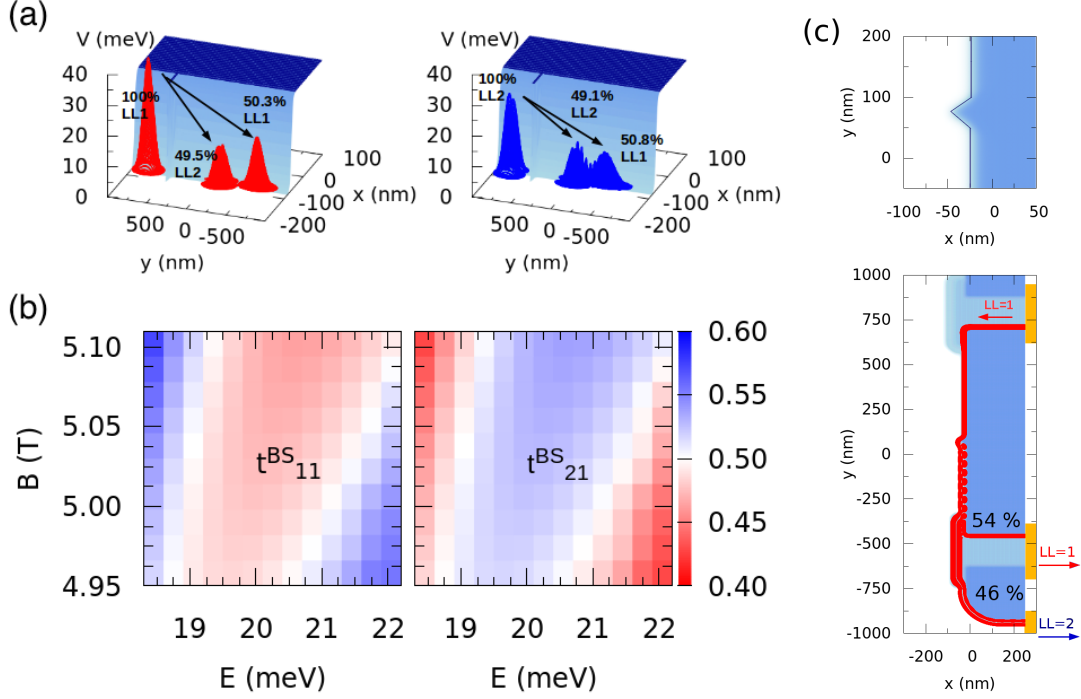 (a)
V (meV)
40
30
20
10
0
100%
LL1
50.3%
LL1
49.5%
LL2
100
0
-100
-200
x (nm)
500
0
-500
y (nm)
V (meV)
40
30
20
10
0
100%
LL2
49.1%
LL2
50.8%
LL1
100
0
-100
-200
x (nm)
500
0
-500
y (nm)
(b)
5.10
5.05
5.00
4.95
B (T)
t^BS_11
19 20 21 22
E (meV)
t^BS_21
19 20 21 22
E (meV)
0.60
0.55
0.50
0.45
0.40
(c)
200
100
0
y (nm)
-100 -50 0 50
x (nm)
1000
750
500
250
0
-250
-500
-750
-1000
y (nm)
LL=1
54 %
LL=1
46 %
LL=2
-200 0 200
x (nm)